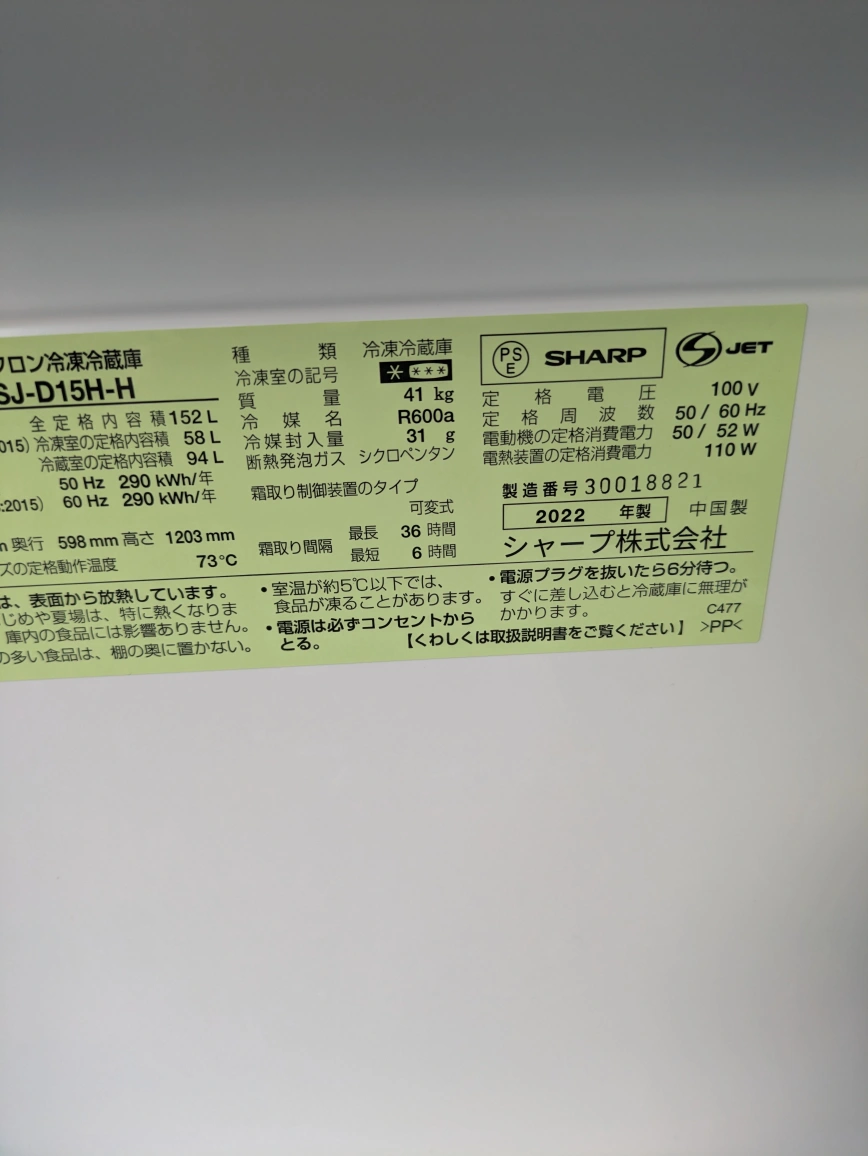 フロン冷凍冷蔵庫
SJ-D15H-H
全定格内容積 152 L
2015) 冷凍室の定格内容積 58 L
冷蔵室の定格内容積 94 L
50 Hz 290 kWh/年
:2015) 60 Hz 290 kWh/年
奥行 598 mm 高さ 1203 mm
ズの定格動作温度 73℃
種類 冷凍冷蔵庫
冷凍室の記号
質量 41 kg
冷媒名 R600a
冷媒封入量 31 g
断熱発泡ガス シクロペンタン
霜取り制御装置のタイプ
可変式
霜取り間隔 最長 36 時間
最短 6 時間
PS
E
SHARP
JET
定格電圧 100 V
定格周波数 50 / 60 Hz
電動機の定格消費電力 50 / 52 W
電熱装置の定格消費電力 110 W
製造番号 30018821
2022 年製 中国製
シャープ株式会社
は、表面から放熱しています。
じめや夏場は、特に熱くなりま
庫内の食品には影響ありません。
の多い食品は、棚の奥に置かない。
・室温が約5℃以下では、
食品が凍ることがあります。
・電源は必ずコンセントから
とる。
・電源プラグを抜いたら6分待つ。
すぐに差し込むと冷蔵庫に無理が
かかります。
【くわしくは取扱説明書をご覧ください】
C477
>PP<